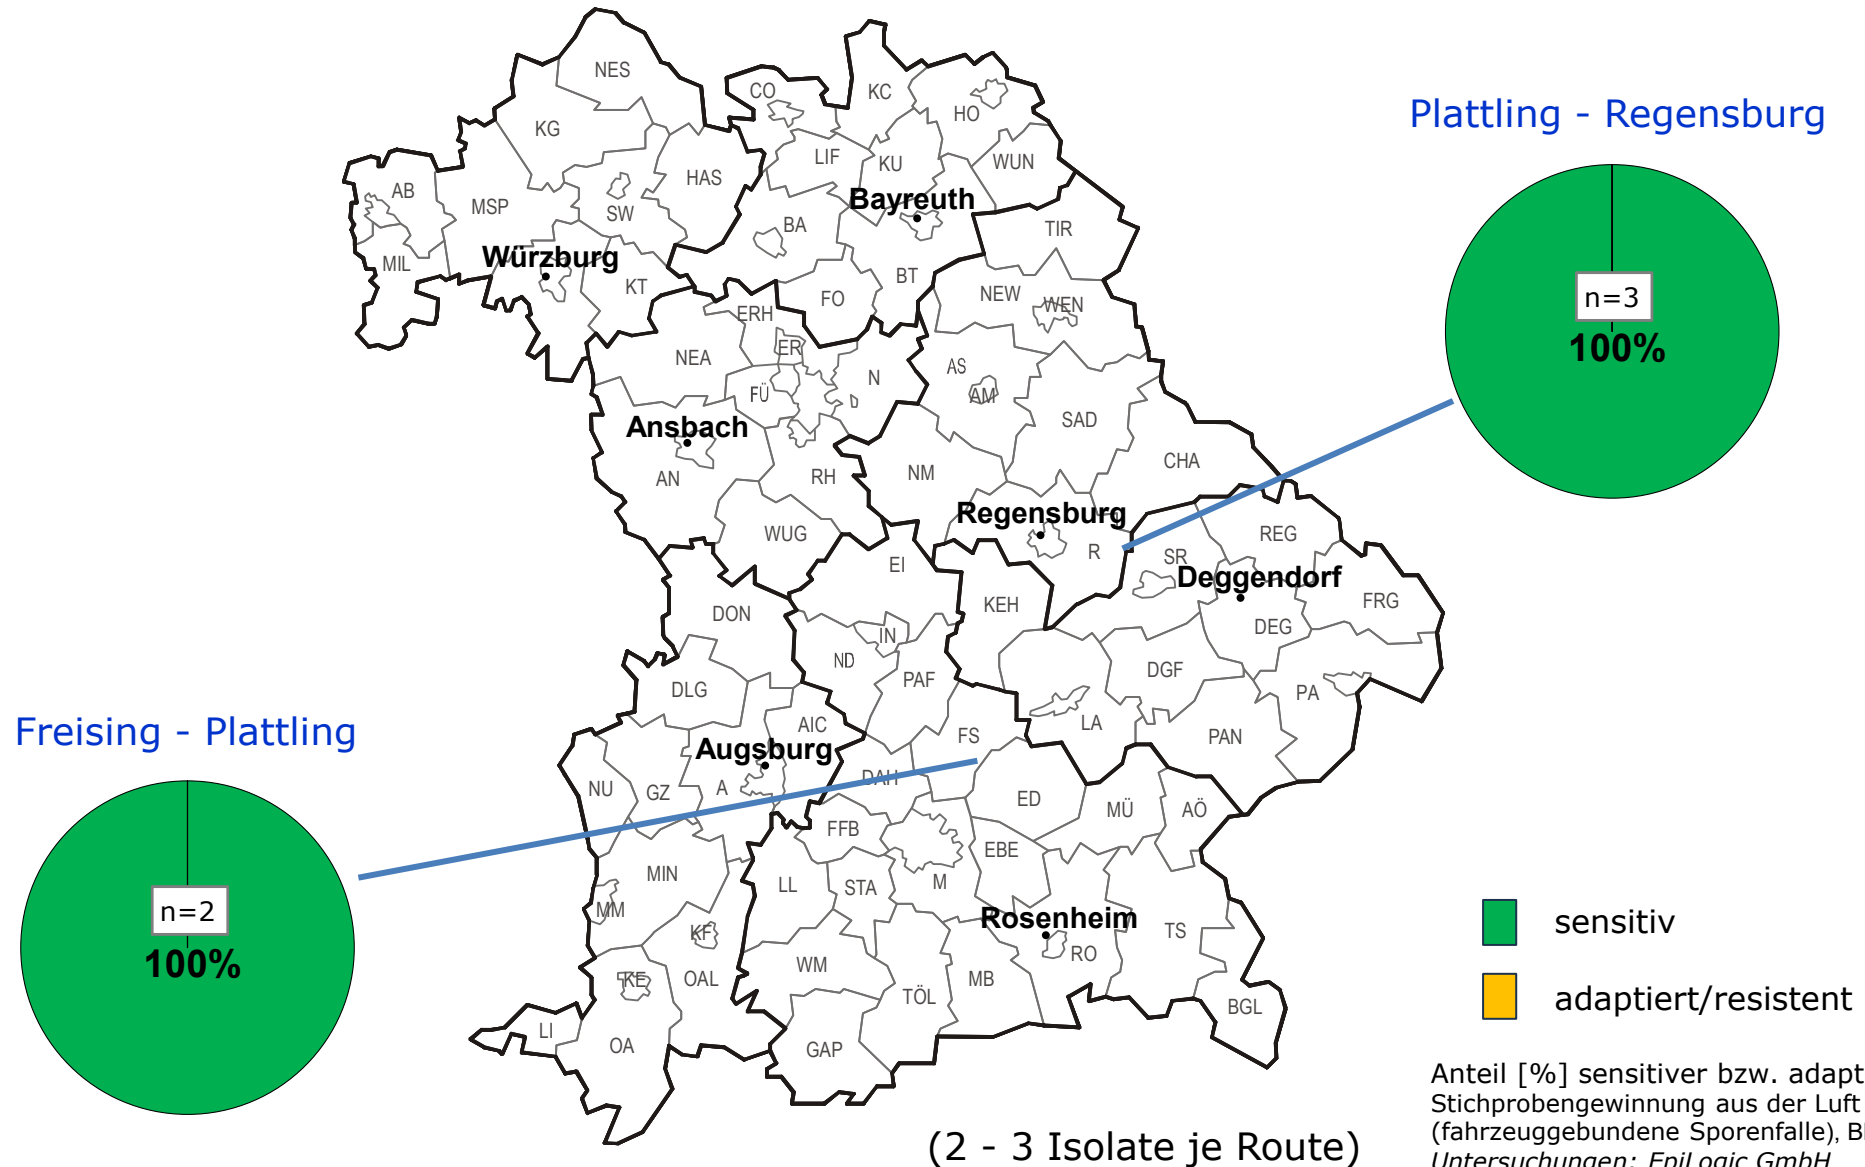 NES
CO
KC
HO
KG
LIF
KU
WUN
HAS
AB
MSP
SW
Bayreuth
BA
TIR
MIL
Würzburg
KT
BT
FO
NEW
WEN
ERH
ER
NEA
FÜ
N
AS
AM
SAD
Ansbach
AN
RH
NM
CHA
WUG
Regensburg
R
REG
SR
Deggendorf
EI
KEH
FRG
DEG
DON
IN
ND
PAF
DGF
PA
DLG
LA
PAN
AIC
FS
Augsburg
NU
GZ
A
DAH
ED
MÜ
AÖ
FFB
EBE
MIN
LL
STA
M
MM
KF
Rosenheim
RO
TS
WM
KE
OAL
TÖL
MB
BGL
LI
OA
GAP
Plattling - Regensburg
n=3
100%
Freising - Plattling
n=2
100%
sensitiv
adaptiert/resistent
Anteil [%] sensitiver bzw. adapt
Stichprobengewinnung aus der Luft
(fahrzeuggebundene Sporenfalle),
Untersuchungen: EpiLogic GmbH
(2 - 3 Isolate je Route)